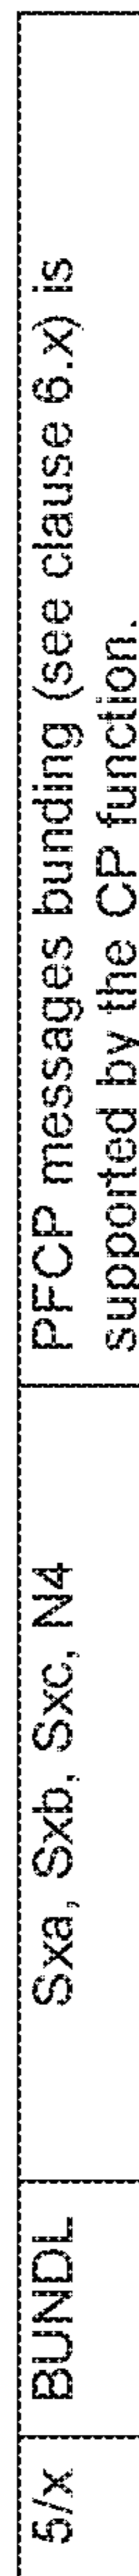 5/x BUNDL Sxa, Sxb, Sxc, N4 PFCP messages bunding (see clause 6.x) is
supported by the CP function.